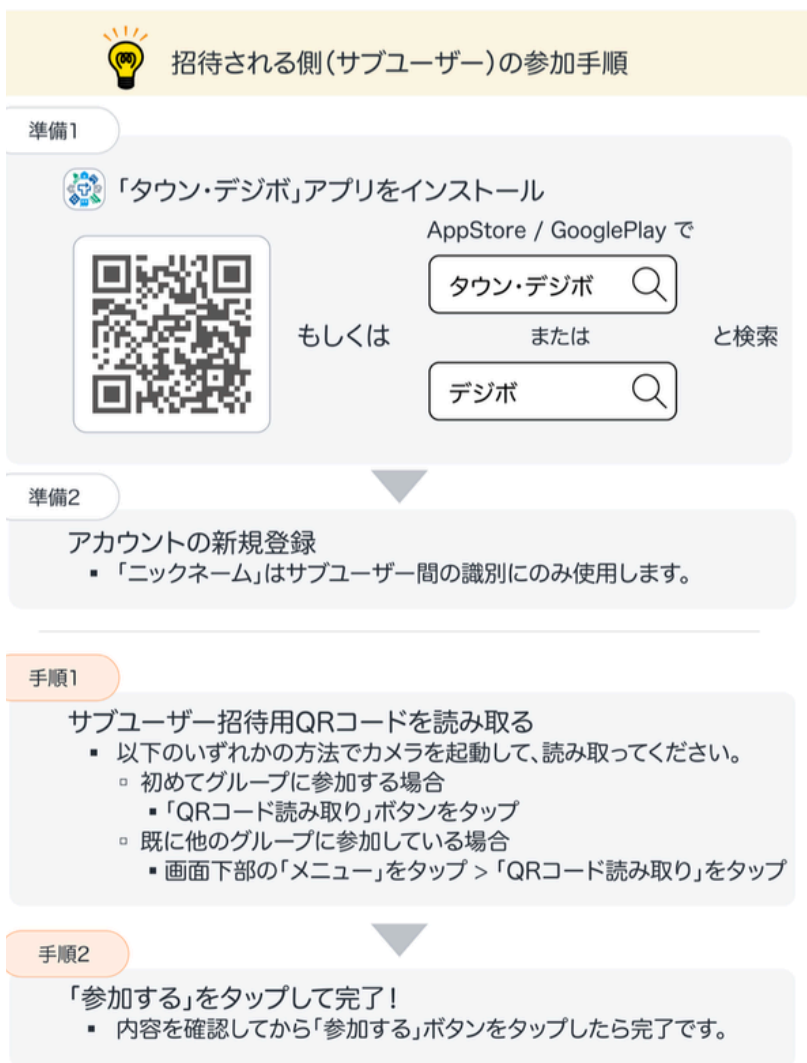 招待される側(サブユーザー)の参加手順
準備1
「タウン・デジボ」アプリをインストール
AppStore / GooglePlay で
タウン・デジボ
もしくは
または
と検索
デジボ
準備2
アカウントの新規登録
▪ 「ニックネーム」はサブユーザー間の識別にのみ使用します。
手順1
サブユーザー招待用QRコードを読み取る
▪ 以下のいずれかの方法でカメラを起動して、読み取ってください。
▫ 初めてグループに参加する場合
▪「QRコード読み取り」ボタンをタップ
▫ 既に他のグループに参加している場合
▪ 画面下部の「メニュー」をタップ > 「QRコード読み取り」をタップ
手順2
「参加する」をタップして完了!
▪ 内容を確認してから「参加する」ボタンをタップしたら完了です。